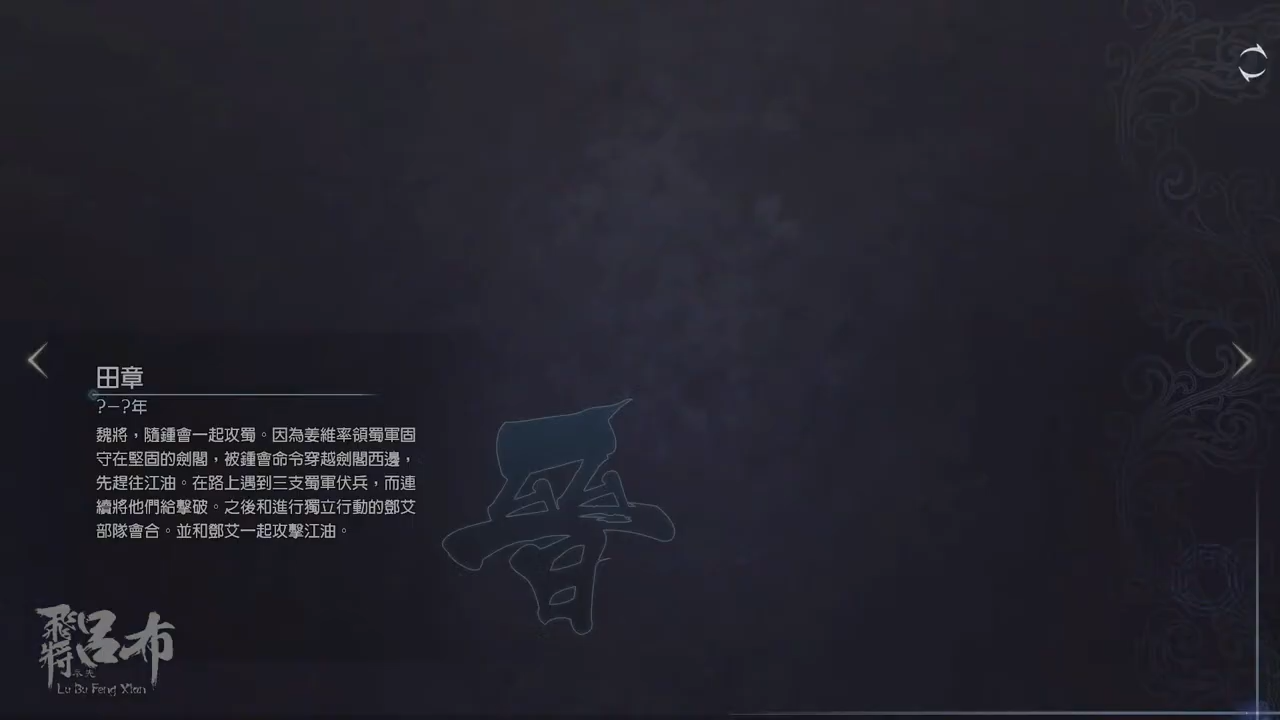 田章
?–?年
魏將，隨鍾會一起攻蜀。因為姜維率領蜀軍固
守在堅固的劍閣，被鍾會命令穿越劍閣西邊，
先趕往江油。在路上遇到三支蜀軍伏兵，而連
續將他們給擊破。之後和進行獨立行動的鄧艾
部隊會合。並和鄧艾一起攻擊江油。
晉
飛將呂布
奉先
Lu Bu Feng Xian